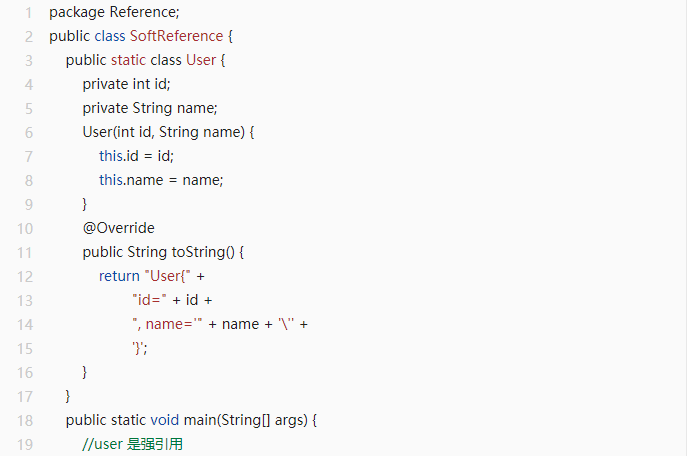 1 package Reference;
2 public class SoftReference {
3 public static class User {
4 private int id;
5 private String name;
6 User(int id, String name) {
7 this.id = id;
8 this.name = name;
9 }
10 @Override
11 public String toString() {
12 return "User{" +
13 "id=" + id +
14 ", name='" + name + '\'' +
15 '}';
16 }
17 }
18 public static void main(String[] args) {
19 //user 是强引用